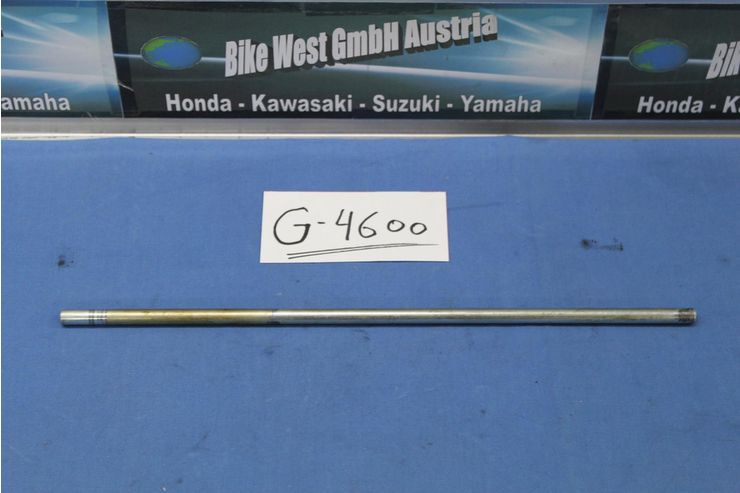 Bike West GmbH Austria
amaha
Honda - Kawasaki - Suzuki - Yamaha
Bik
Honda - K
G-4600